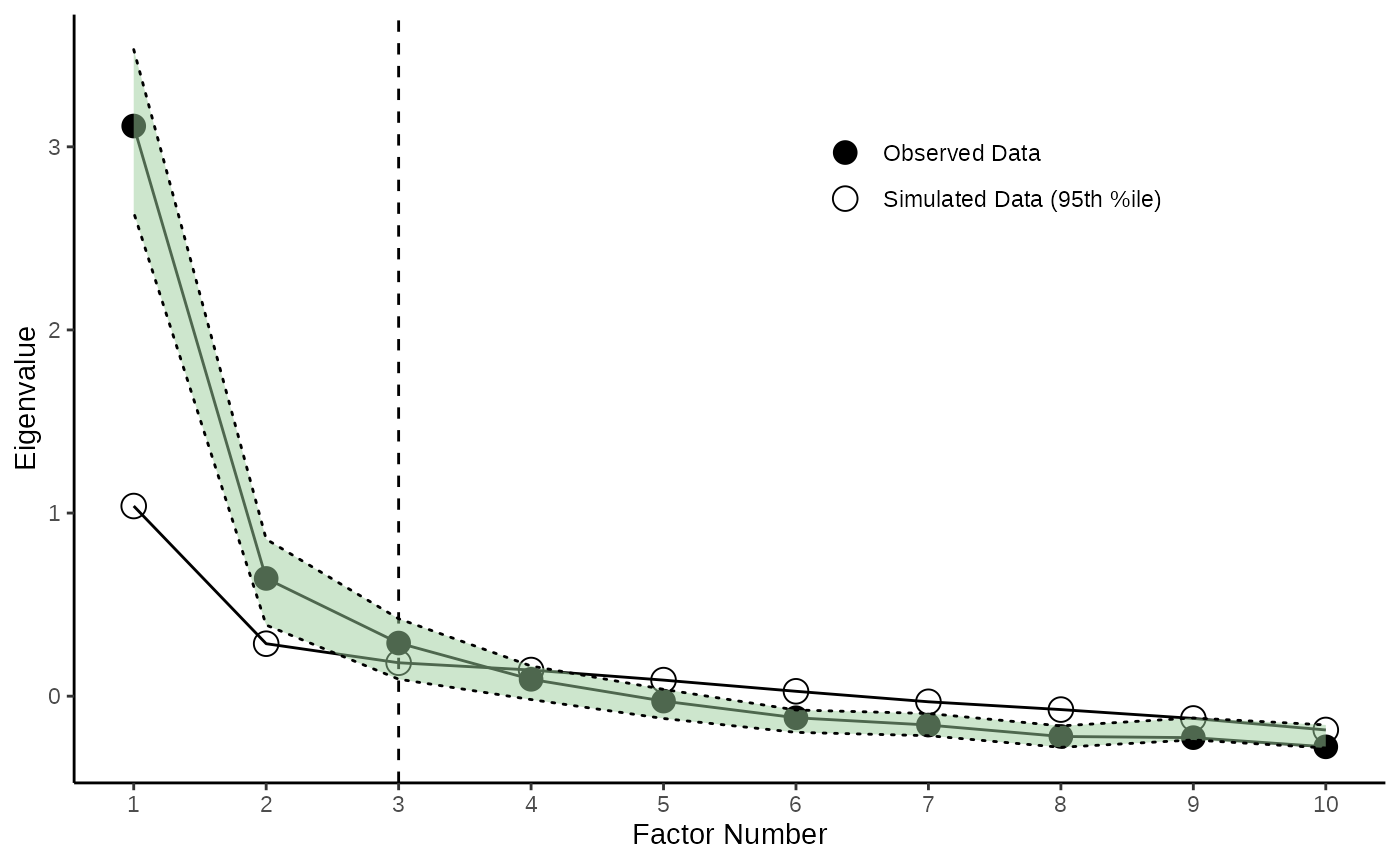 3
2
1
0
Eigenvalue
Observed Data
Simulated Data (95th %ile)
1 2 3 4 5 6 7 8 9 10
Factor Number